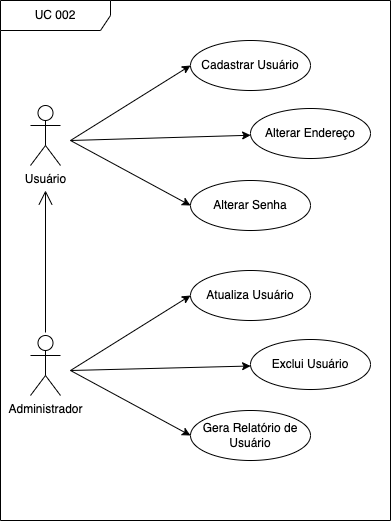 UC 002
Cadastrar Usuário
Alterar Endereço
Usuário
Alterar Senha
Atualiza Usuário
Exclui Usuário
Administrador
Gera Relatório de
Usuário